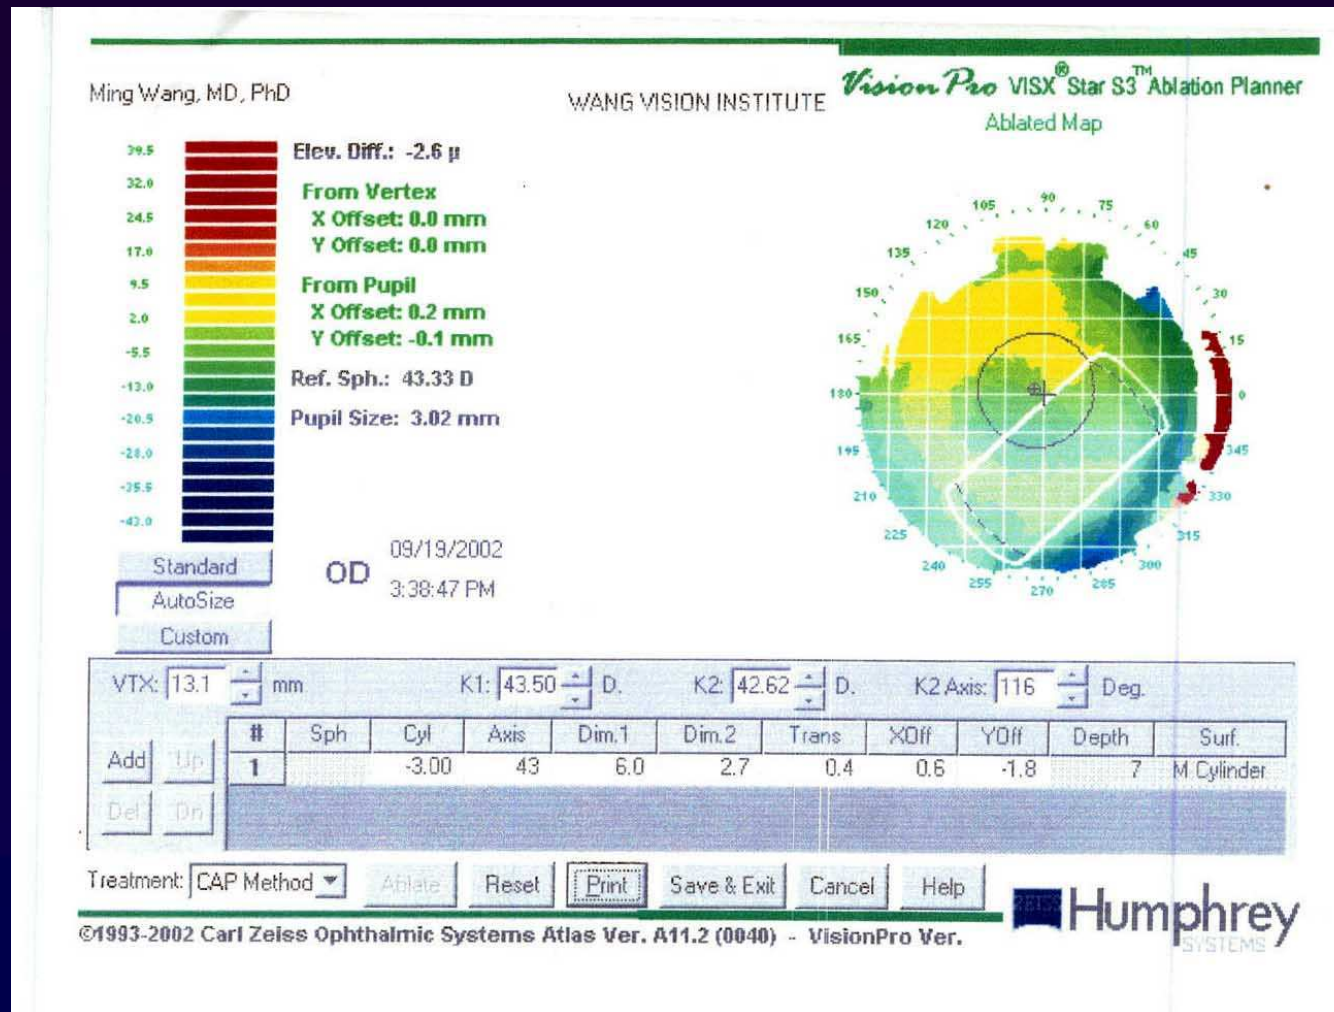 Ming Wang, MD, PhD
WANG VISION INSTITUTE
Vision Pro VISX® Star S3™ Ablation Planner
Ablated Map
39.5
32.0
24.5
17.0
9.5
2.0
-5.5
-13.0
-20.5
-28.0
-35.5
-43.0
Elev. Diff.: -2.6 µ
From Vertex
X Offset: 0.0 mm
Y Offset: 0.0 mm
From Pupil
X Offset: 0.2 mm
Y Offset: -0.1 mm
Ref. Sph.: 43.33 D
Pupil Size: 3.02 mm
105 90 75
120 60
135 45
150 30
165 15
180 0
195 345
210 330
225 315
240 300
255 270 285
Standard
AutoSize
Custom
OD
09/19/2002
3:38:47 PM
VTX: 13.1 mm K1: 43.50 D. K2: 42.62 D. K2 Axis: 116 Deg.
Add Up
Del Dn
# Sph Cyl Axis Dim.1 Dim.2 Trans XOff YOff Depth Surf.
1 -3.00 43 6.0 2.7 0.4 0.6 -1.8 7 M Cylinder
Treatment: CAP Method Ablate Reset Print Save & Exit Cancel Help
ZEISS Humphrey
SYSTEMS
©1993-2002 Carl Zeiss Ophthalmic Systems Atlas Ver. A11.2 (0040) - VisionPro Ver.